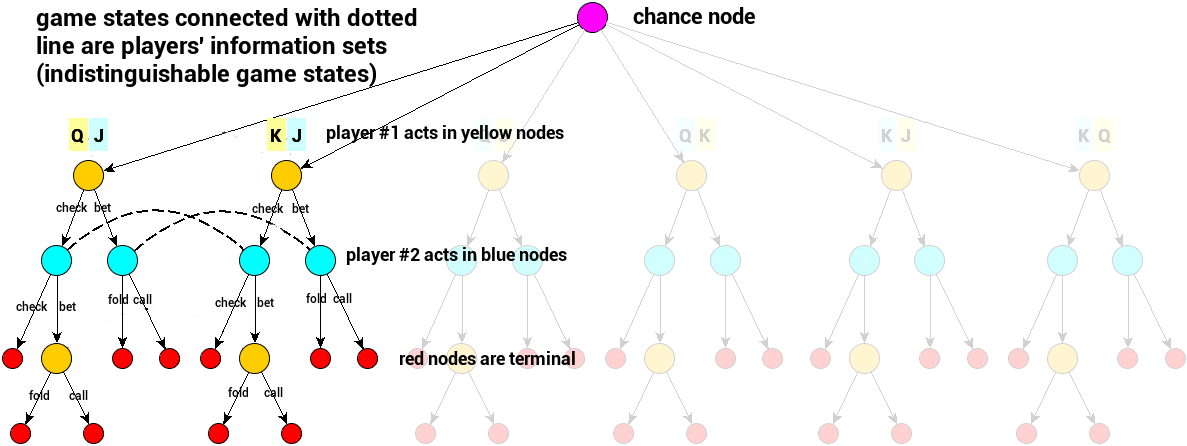 game states connected with dotted
line are players' information sets
(indistinguishable game states)
chance node
Q J
K J
player #1 acts in yellow nodes
Q K
K J
K Q
check bet
check bet
player #2 acts in blue nodes
check bet
fold call
check bet
fold call
red nodes are terminal
fold call
fold call